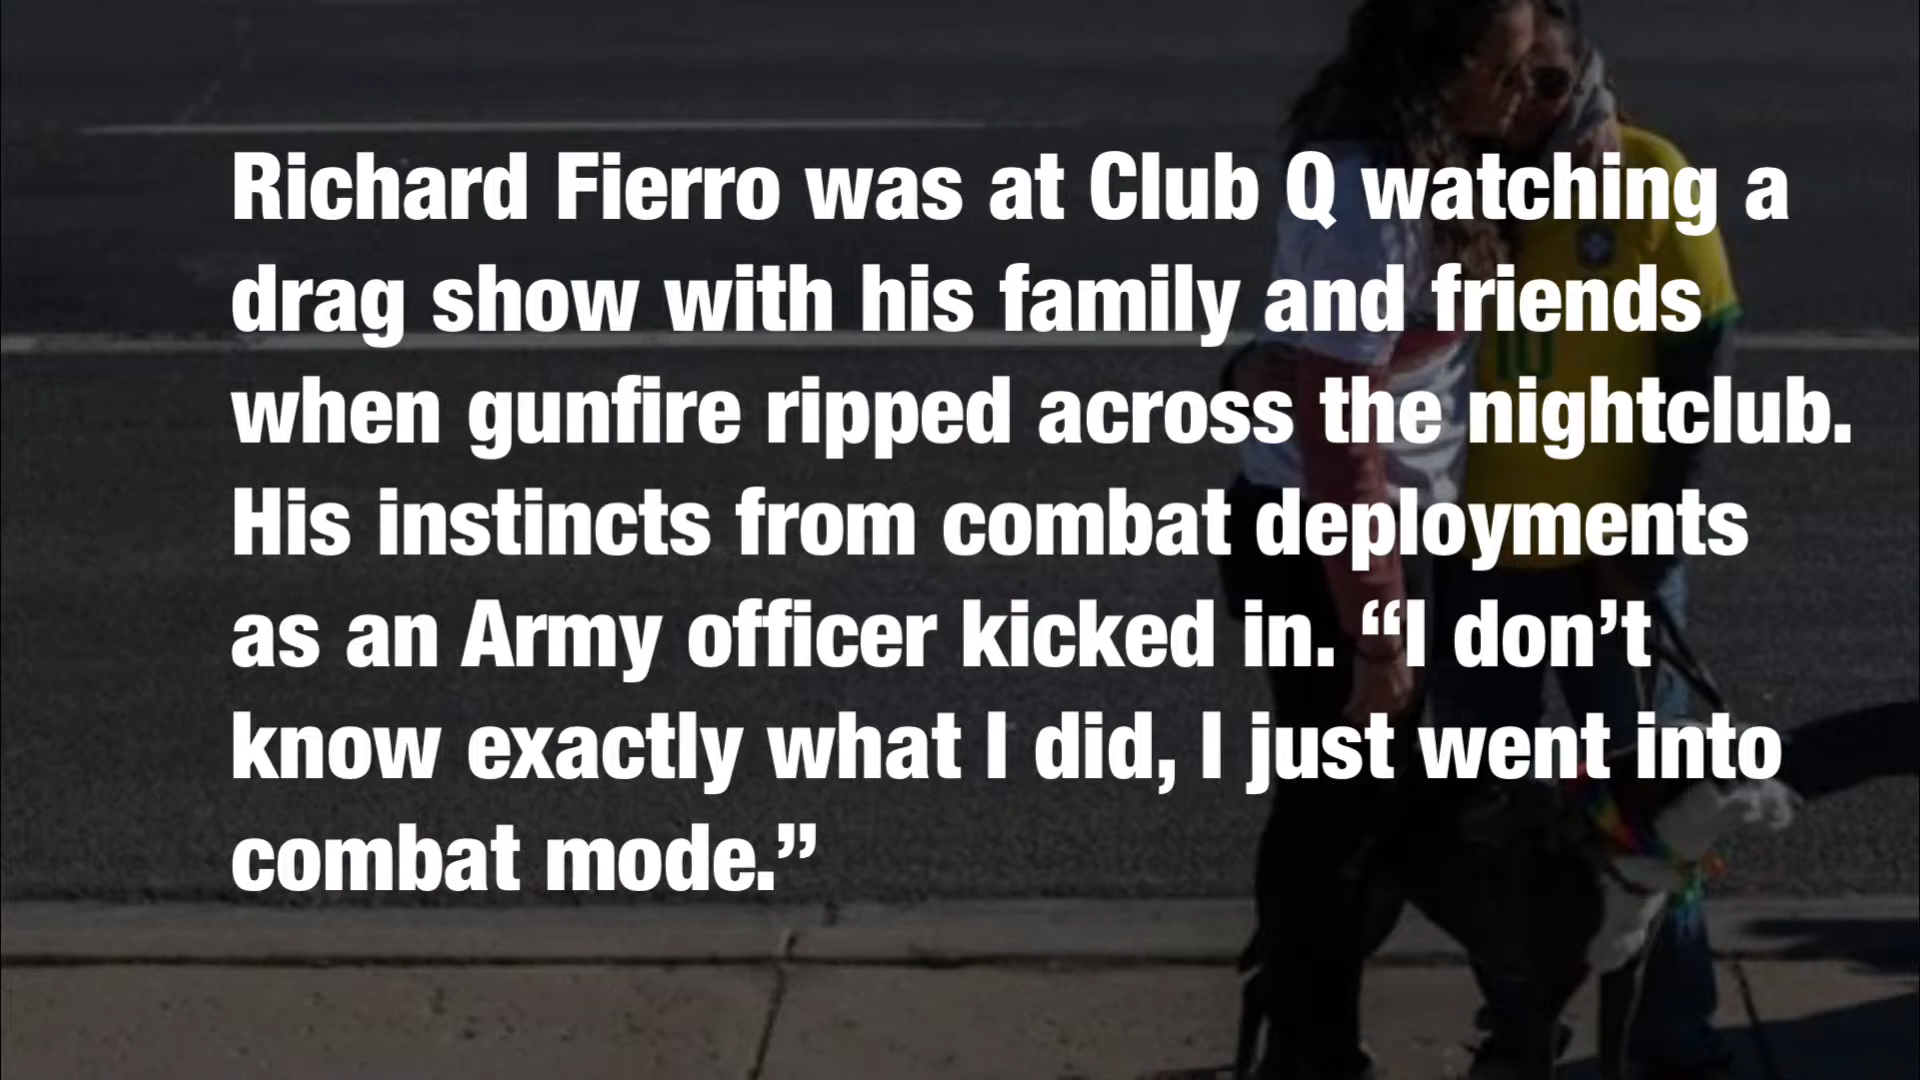 Richard Fierro was at Club Q watching a
drag show with his family and friends
when gunfire ripped across the nightclub.
His instincts from combat deployments
as an Army officer kicked in. “I don’t
know exactly what I did, I just went into
combat mode.”
10